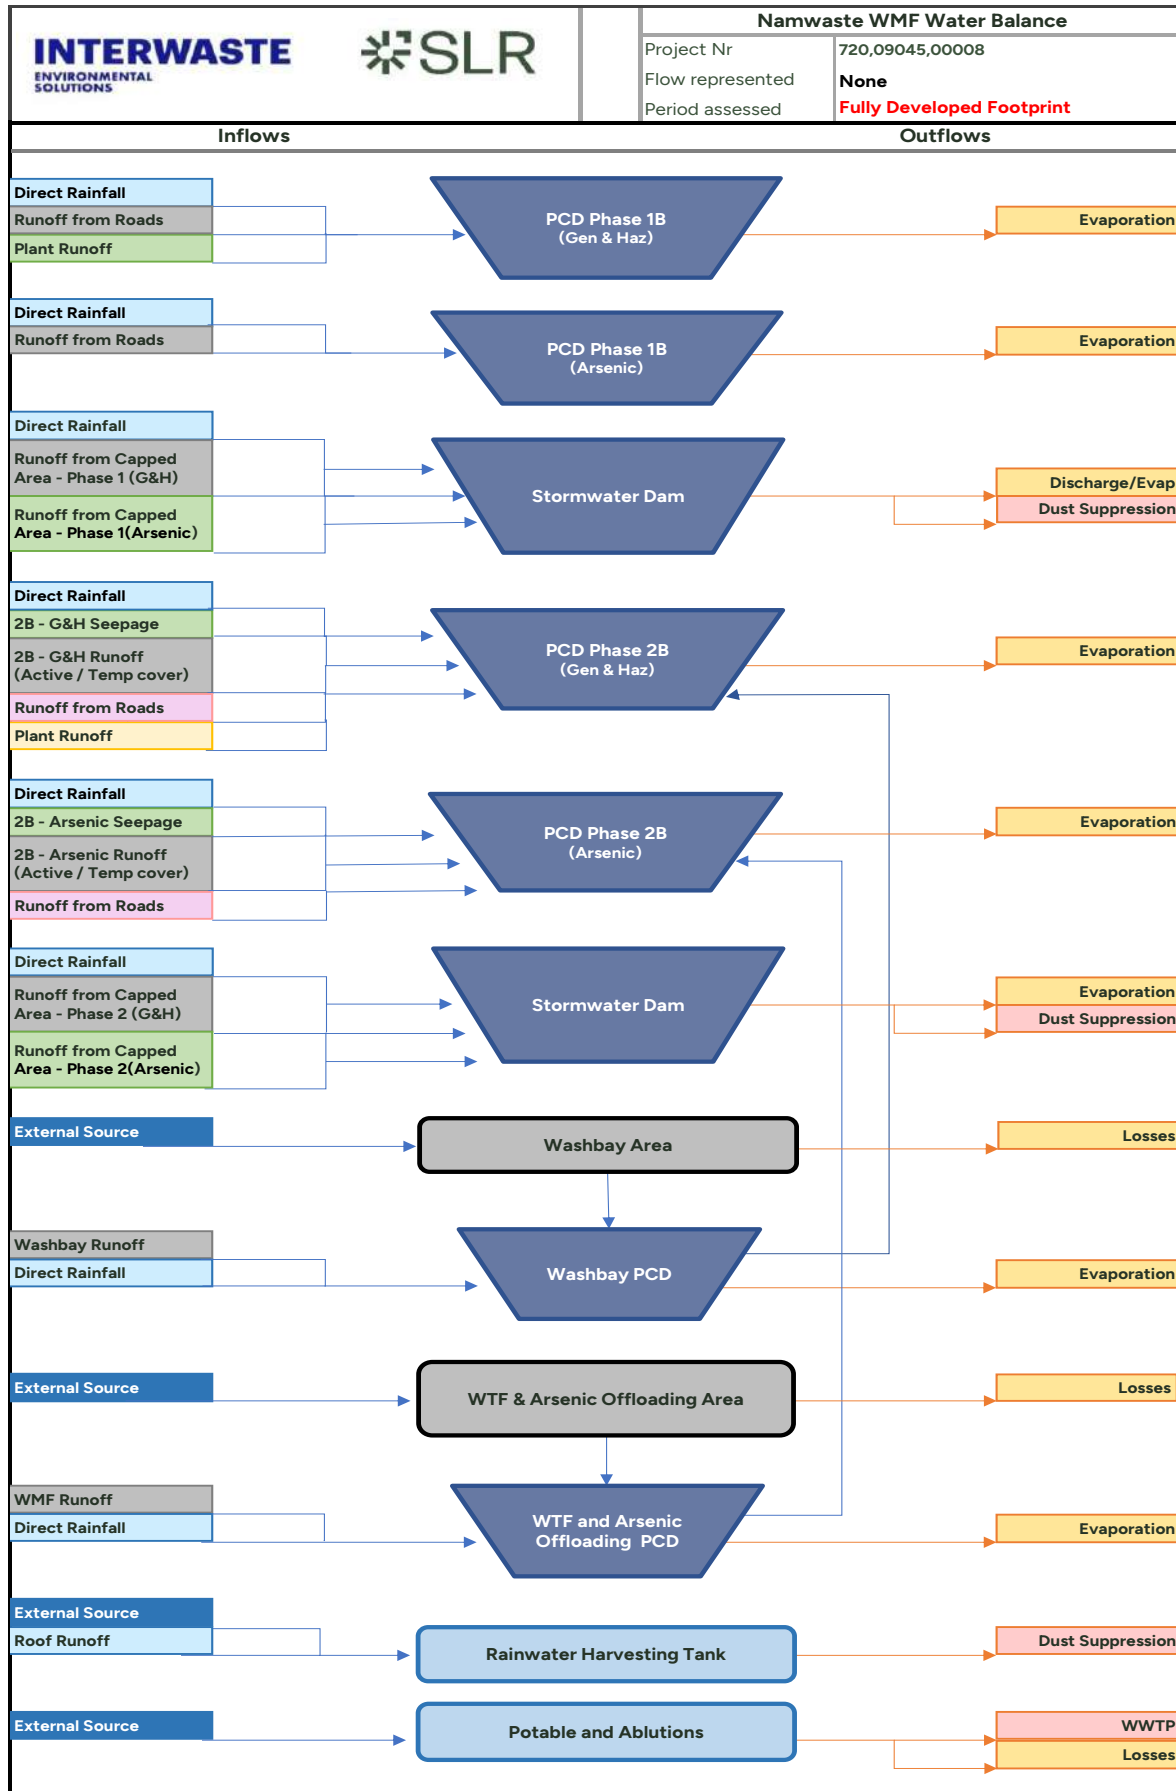 INTERWASTE
ENVIRONMENTAL
SOLUTIONS
SLR
Namwaste WMF Water Balance
Project Nr 720,09045,00008
Flow represented None
Period assessed Fully Developed Footprint
Inflows Outflows
Direct Rainfall
Runoff from Roads
Plant Runoff
PCD Phase 1B
(Gen & Haz)
Evaporation
Direct Rainfall
Runoff from Roads
PCD Phase 1B
(Arsenic)
Evaporation
Direct Rainfall
Runoff from Capped
Area - Phase 1 (G&H)
Runoff from Capped
Area - Phase 1(Arsenic)
Stormwater Dam
Discharge/Evap
Dust Suppression
Direct Rainfall
2B - G&H Seepage
2B - G&H Runoff
(Active / Temp cover)
Runoff from Roads
Plant Runoff
PCD Phase 2B
(Gen & Haz)
Evaporation
Direct Rainfall
2B - Arsenic Seepage
2B - Arsenic Runoff
(Active / Temp cover)
Runoff from Roads
PCD Phase 2B
(Arsenic)
Evaporation
Direct Rainfall
Runoff from Capped
Area - Phase 2 (G&H)
Runoff from Capped
Area - Phase 2(Arsenic)
Stormwater Dam
Evaporation
Dust Suppression
External Source
Washbay Area
Losses
Washbay Runoff
Direct Rainfall
Washbay PCD
Evaporation
External Source
WTF & Arsenic Offloading Area
Losses
WMF Runoff
Direct Rainfall
WTF and Arsenic
Offloading PCD
Evaporation
External Source
Roof Runoff
Rainwater Harvesting Tank
Dust Suppression
External Source
Potable and Ablutions
WWTP
Losses